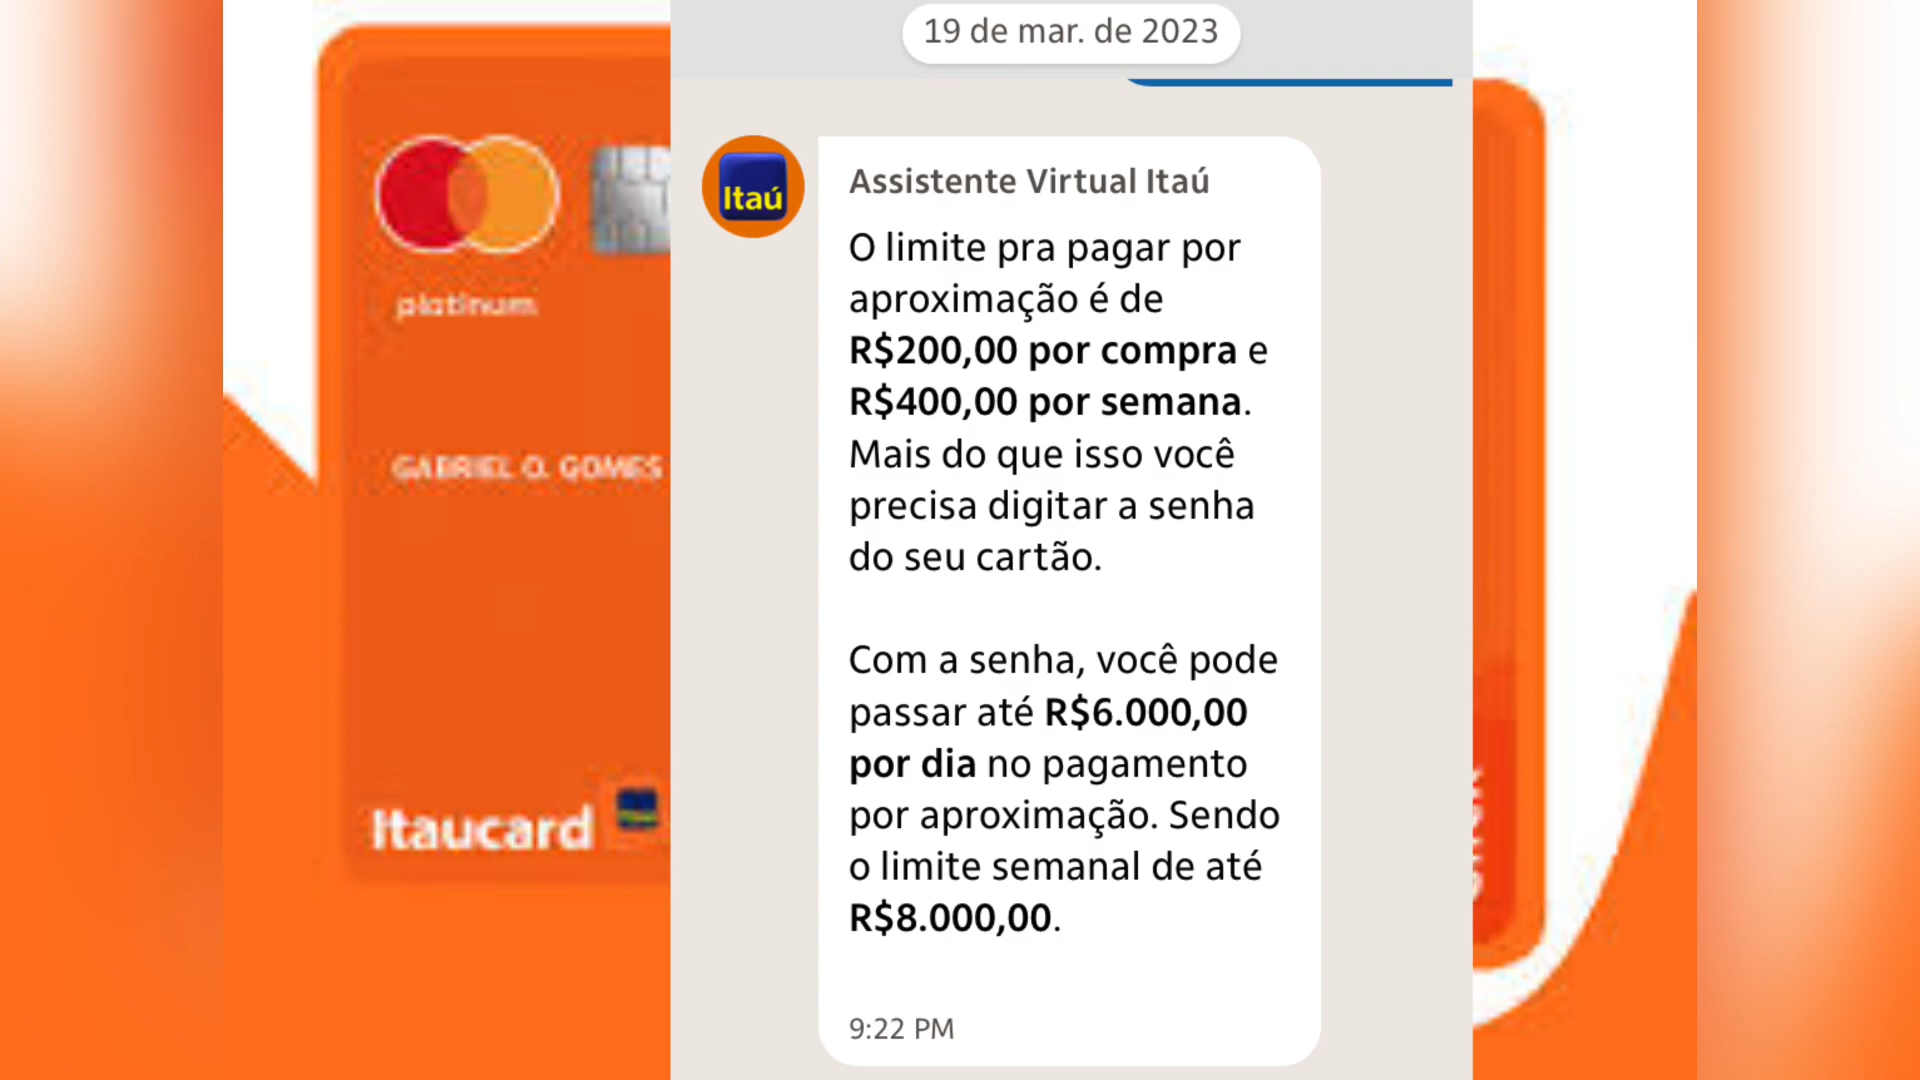 19 de mar. de 2023
Itaú
Assistente Virtual Itaú
O limite pra pagar por
aproximação é de
R$200,00 por compra e
R$400,00 por semana.
Mais do que isso você
precisa digitar a senha
do seu cartão.
Com a senha, você pode
passar até R$6.000,00
por dia no pagamento
por aproximação. Sendo
o limite semanal de até
R$8.000,00.
9:22 PM
platinum
GABRIEL O. GOMES
Itaucard